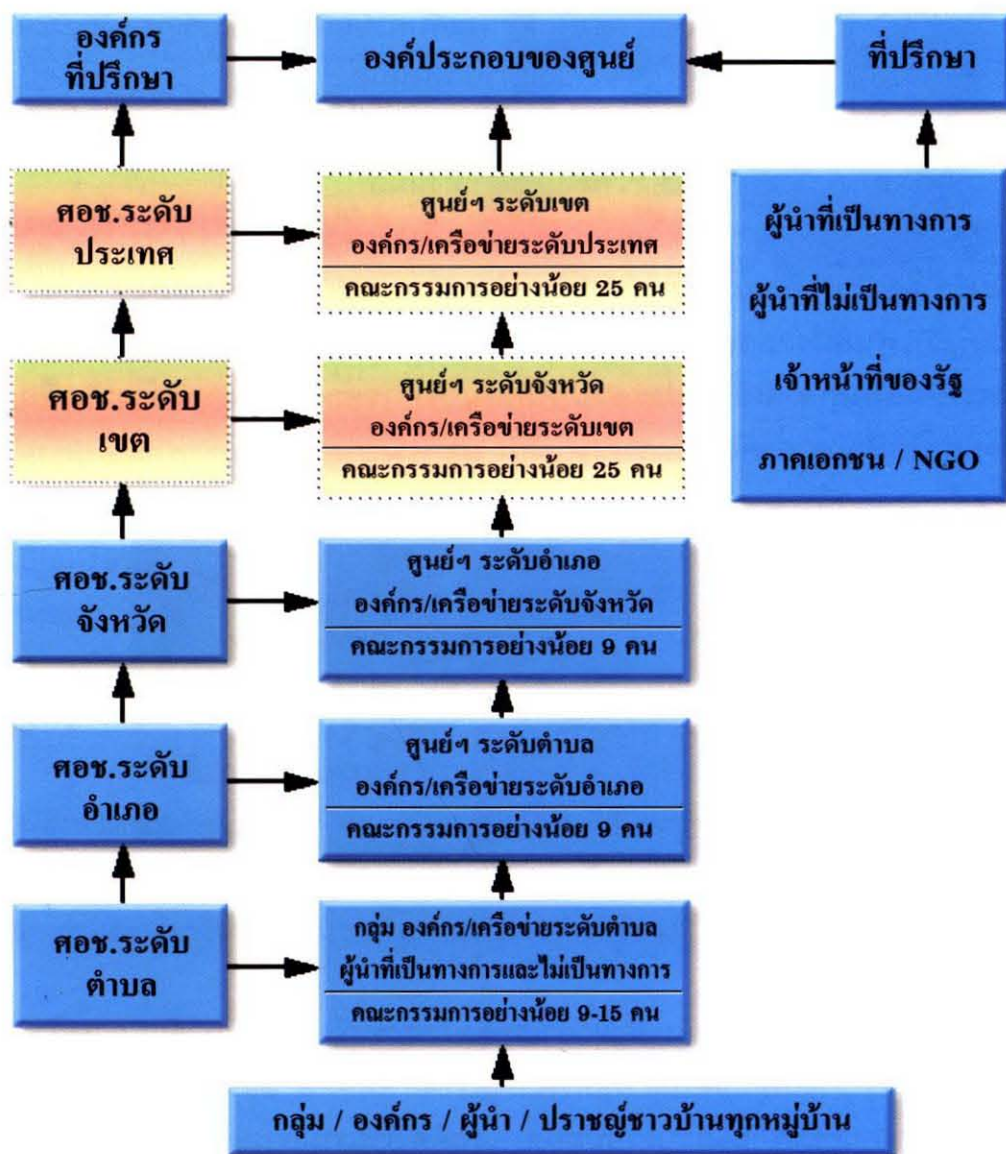 องค์กร
ที่ปรึกษา
องค์ประกอบของศูนย์
ที่ปรึกษา
ศอช.ระดับ
ประเทศ
ศูนย์ฯ ระดับเขต
องค์กร/เครือข่ายระดับประเทศ
คณะกรรมการอย่างน้อย 25 คน
ผู้นำที่เป็นทางการ
ผู้นำที่ไม่เป็นทางการ
เจ้าหน้าที่ของรัฐ
ภาคเอกชน / NGO
ศอช.ระดับ
เขต
ศูนย์ฯ ระดับจังหวัด
องค์กร/เครือข่ายระดับเขต
คณะกรรมการอย่างน้อย 25 คน
ศอช.ระดับ
จังหวัด
ศูนย์ฯ ระดับอำเภอ
องค์กร/เครือข่ายระดับจังหวัด
คณะกรรมการอย่างน้อย 9 คน
ศอช.ระดับ
อำเภอ
ศูนย์ฯ ระดับตำบล
องค์กร/เครือข่ายระดับอำเภอ
คณะกรรมการอย่างน้อย 9 คน
ศอช.ระดับ
ตำบล
กลุ่ม องค์กร/เครือข่ายระดับตำบล
ผู้นำที่เป็นทางการและไม่เป็นทางการ
คณะกรรมการอย่างน้อย 9-15 คน
กลุ่ม / องค์กร / ผู้นำ / ปราชญ์ชาวบ้านทุกหมู่บ้าน